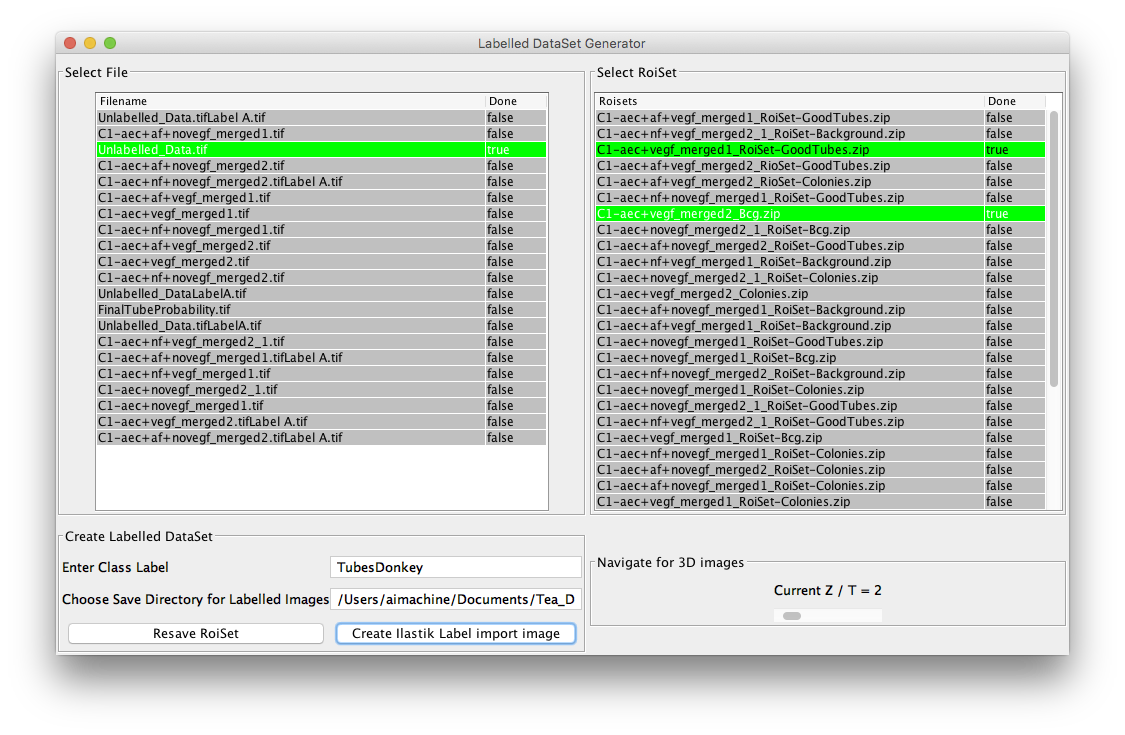 Labelled DataSet Generator
Select File
Filename Done
Unlabelled_Data.tifLabel A.tif false
C1-aec+af+novegf_merged1.tif false
Unlabelled_Data.tif true
C1-aec+af+novegf_merged2.tif false
C1-aec+nf+novegf_merged2.tifLabel A.tif false
C1-aec+af+vegf_merged1.tif false
C1-aec+vegf_merged1.tif false
C1-aec+nf+novegf_merged1.tif false
C1-aec+af+vegf_merged2.tif false
C1-aec+vegf_merged2.tif false
C1-aec+nf+novegf_merged2.tif false
Unlabelled_DataLabelA.tif false
FinalTubeProbability.tif false
Unlabelled_Data.tifLabelA.tif false
C1-aec+nf+vegf_merged2_1.tif false
C1-aec+af+novegf_merged1.tifLabel A.tif false
C1-aec+nf+vegf_merged1.tif false
C1-aec+novegf_merged2_1.tif false
C1-aec+novegf_merged1.tif false
C1-aec+vegf_merged2.tifLabel A.tif false
C1-aec+af+novegf_merged2.tifLabel A.tif false
Select RoiSet
Roisets Done
C1-aec+af+vegf_merged1_RoiSet-GoodTubes.zip false
C1-aec+nf+vegf_merged2_1_RoiSet-Background.zip false
C1-aec+vegf_merged1_RoiSet-GoodTubes.zip true
C1-aec+af+vegf_merged2_RioSet-GoodTubes.zip false
C1-aec+af+vegf_merged2_RioSet-Colonies.zip false
C1-aec+nf+novegf_merged1_RoiSet-GoodTubes.zip false
C1-aec+vegf_merged2_Bcg.zip true
C1-aec+novegf_merged2_1_RoiSet-Bcg.zip false
C1-aec+af+novegf_merged2_RoiSet-GoodTubes.zip false
C1-aec+nf+vegf_merged1_RoiSet-Background.zip false
C1-aec+novegf_merged2_1_RoiSet-Colonies.zip false
C1-aec+vegf_merged2_Colonies.zip false
C1-aec+af+novegf_merged1_RoiSet-Background.zip false
C1-aec+af+vegf_merged1_RoiSet-Background.zip false
C1-aec+novegf_merged1_RoiSet-GoodTubes.zip false
C1-aec+novegf_merged1_RoiSet-Bcg.zip false
C1-aec+nf+novegf_merged2_RoiSet-Background.zip false
C1-aec+novegf_merged1_RoiSet-Colonies.zip false
C1-aec+novegf_merged2_1_RoiSet-GoodTubes.zip false
C1-aec+nf+vegf_merged2_1_RoiSet-GoodTubes.zip false
C1-aec+vegf_merged1_RoiSet-Bcg.zip false
C1-aec+nf+novegf_merged1_RoiSet-Colonies.zip false
C1-aec+af+novegf_merged2_RoiSet-Colonies.zip false
C1-aec+af+novegf_merged1_RoiSet-Colonies.zip false
C1-aec+vegf_merged1_RoiSet-Colonies.zip false
Create Labelled DataSet
Enter Class Label TubesDonkey
Choose Save Directory for Labelled Images /Users/aimachine/Documents/Tea_D
Resave RoiSet Create Ilastik Label import image
Navigate for 3D images
Current Z / T = 2